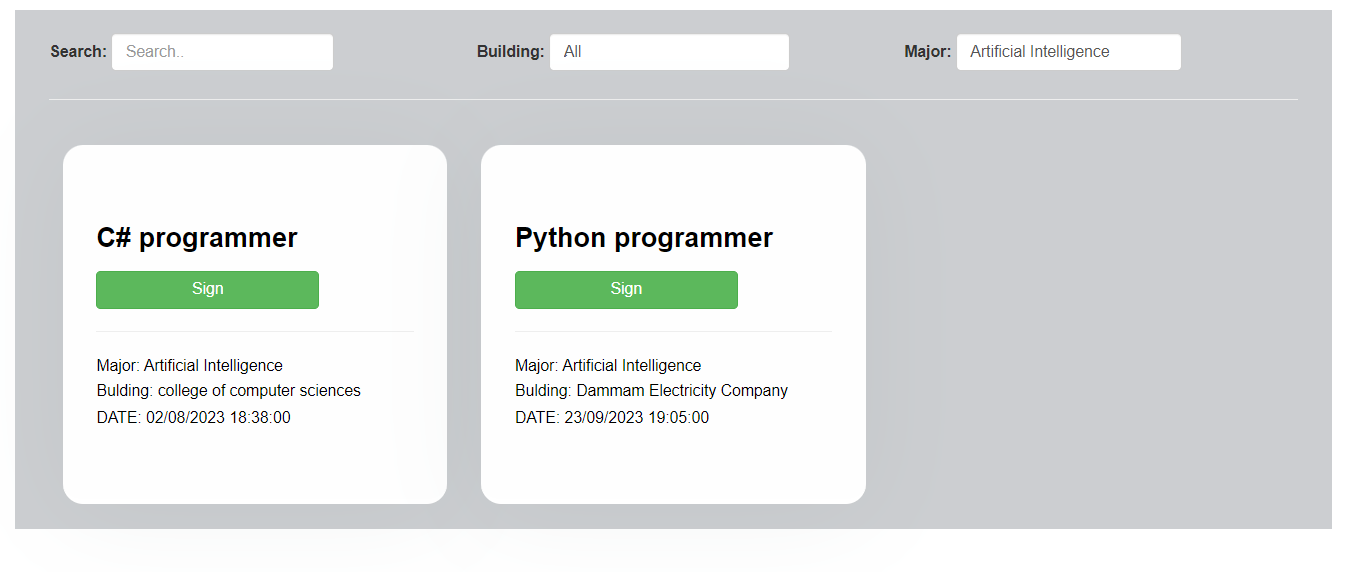 Search: Search.. Building: All Major: Artificial Intelligence
C# programmer
Sign
Major: Artificial Intelligence
Bulding: college of computer sciences
DATE: 02/08/2023 18:38:00
Python programmer
Sign
Major: Artificial Intelligence
Bulding: Dammam Electricity Company
DATE: 23/09/2023 19:05:00